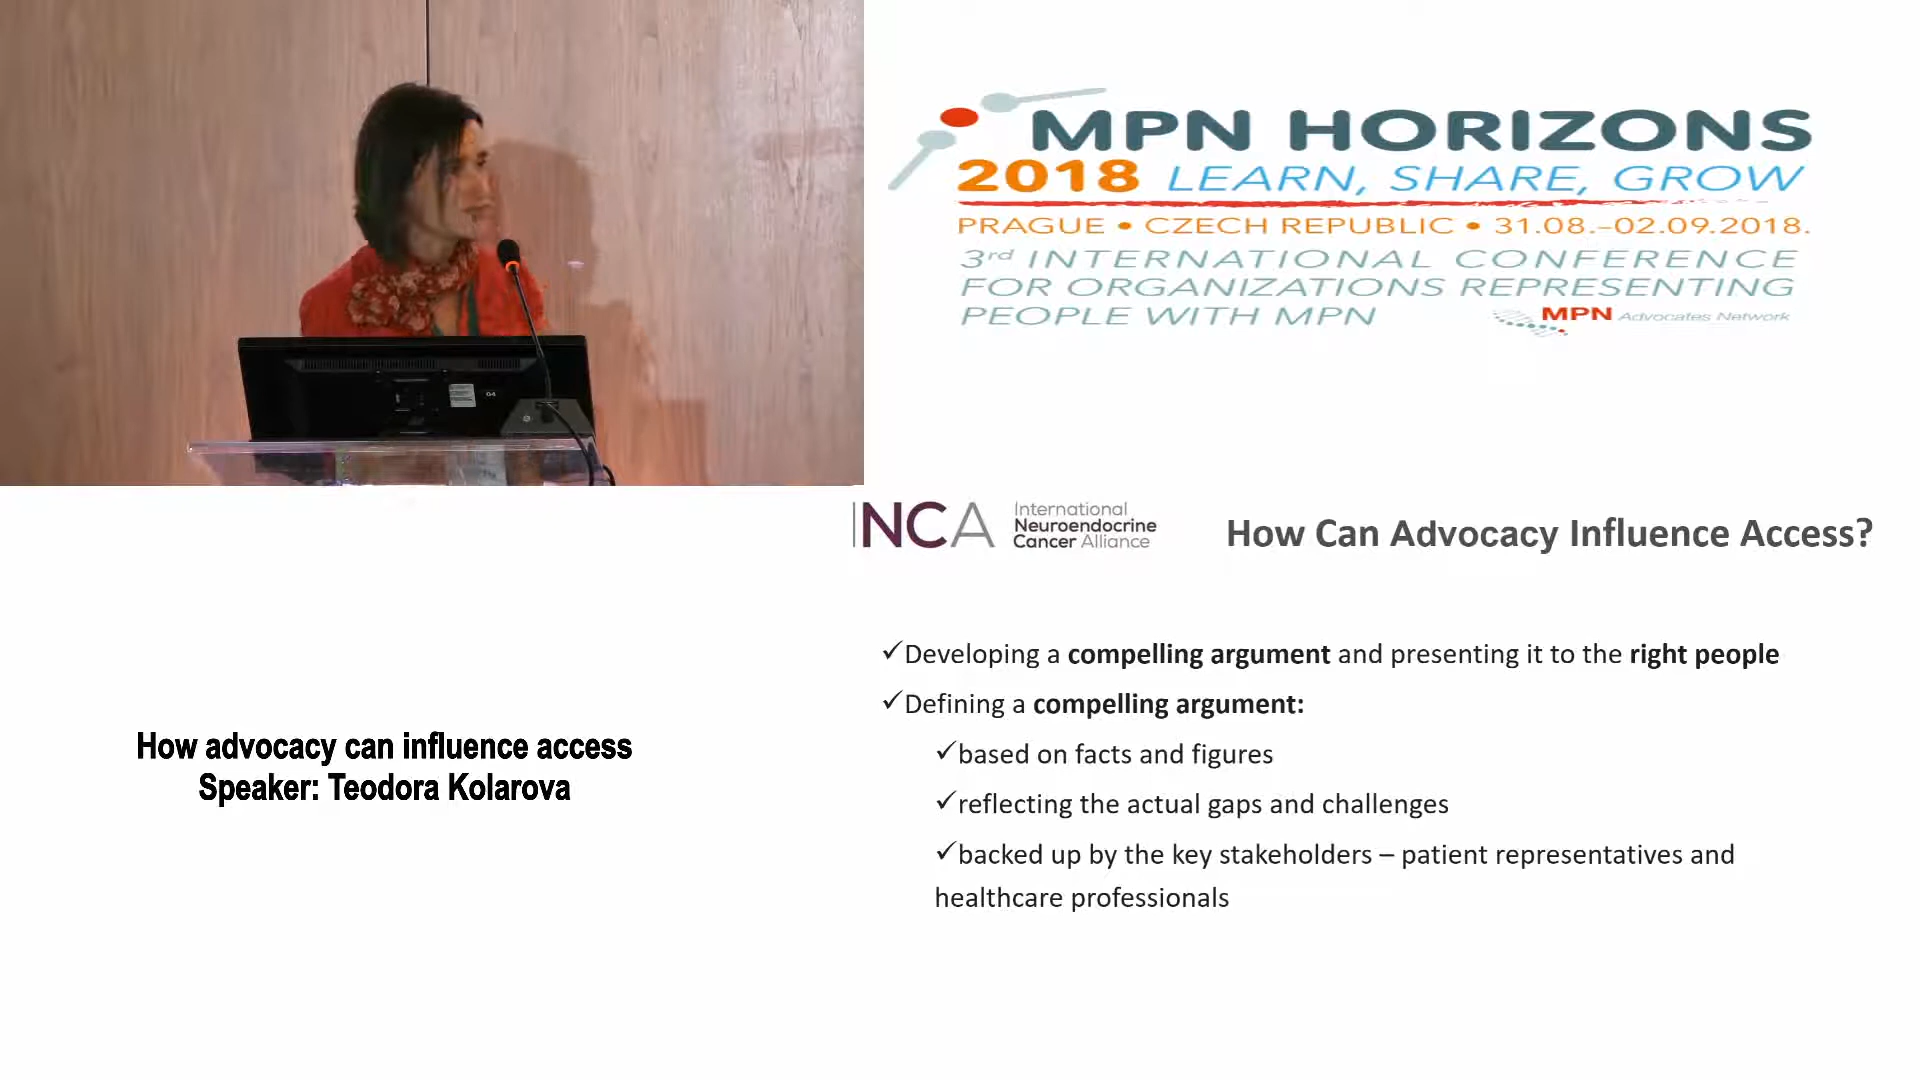 MPN HORIZONS
2018 LEARN, SHARE, GROW
PRAGUE • CZECH REPUBLIC • 31.08.–02.09.2018.
3rd INTERNATIONAL CONFERENCE
FOR ORGANIZATIONS REPRESENTING
PEOPLE WITH MPN
MPN Advocates Network
04
INCA International
Neuroendocrine
Cancer Alliance
How Can Advocacy Influence Access?
✓Developing a compelling argument and presenting it to the right people
✓Defining a compelling argument:
✓based on facts and figures
✓reflecting the actual gaps and challenges
✓backed up by the key stakeholders – patient representatives and
healthcare professionals
How advocacy can influence access
Speaker: Teodora Kolarova